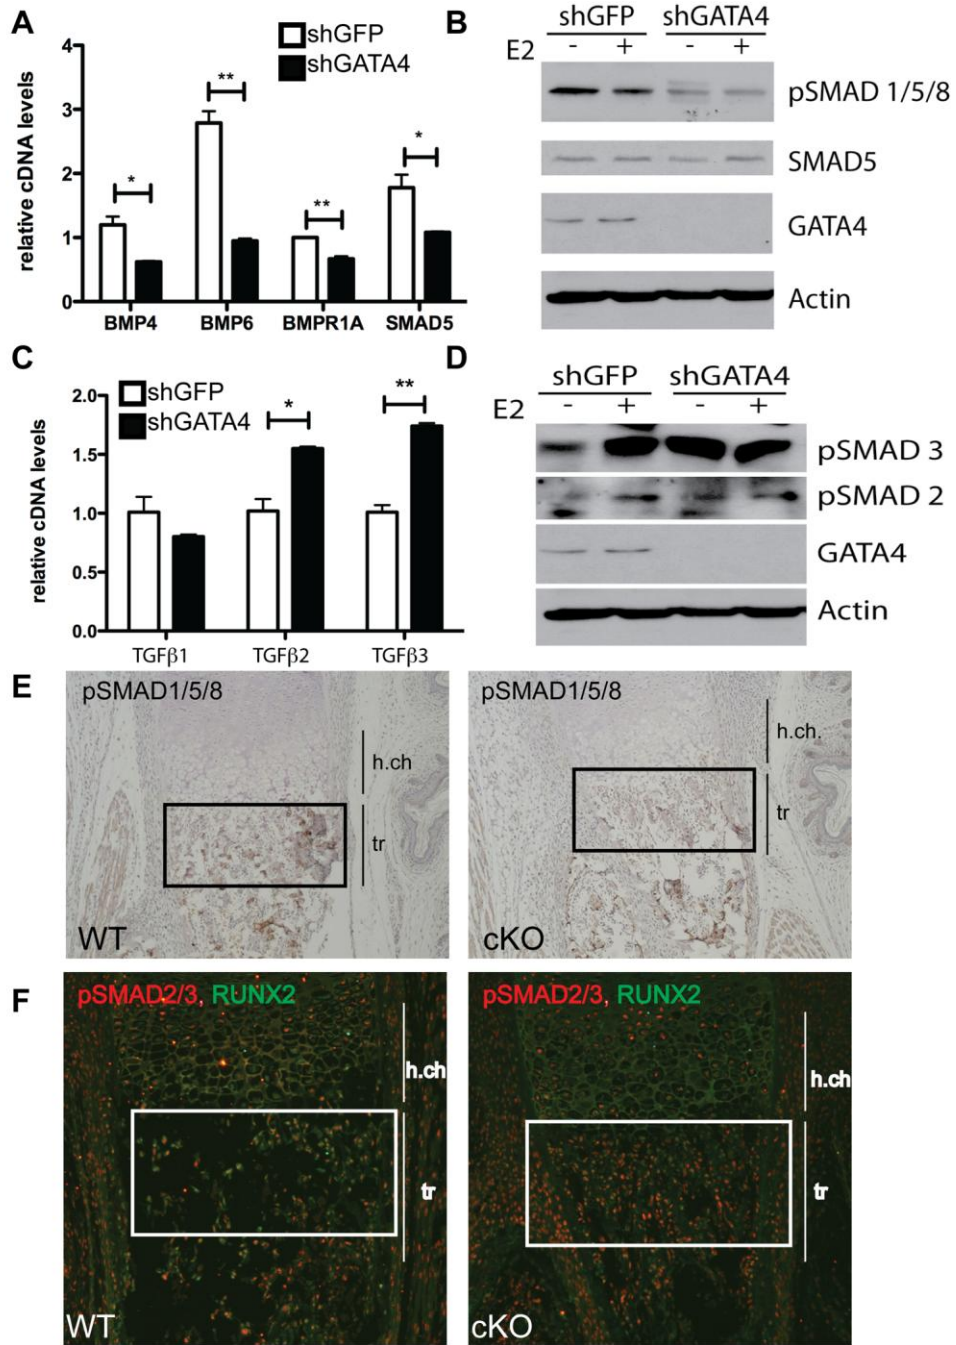 A
shGFP
shGATA4
relative cDNA levels
4
3
2
1
0
*
**
**
*
BMP4 BMP6 BMPR1A SMAD5
B
shGFP shGATA4
E2 - + - +
pSMAD 1/5/8
SMAD5
GATA4
Actin
C
shGFP
shGATA4
relative cDNA levels
2.0
1.5
1.0
0.5
0.0
*
**
TGFβ1 TGFβ2 TGFβ3
D
shGFP shGATA4
E2 - + - +
pSMAD 3
pSMAD 2
GATA4
Actin
E
pSMAD1/5/8
h.ch
tr
WT
pSMAD1/5/8
h.ch.
tr
cKO
F
pSMAD2/3, RUNX2
h.ch
tr
WT
pSMAD2/3, RUNX2
h.ch
tr
cKO